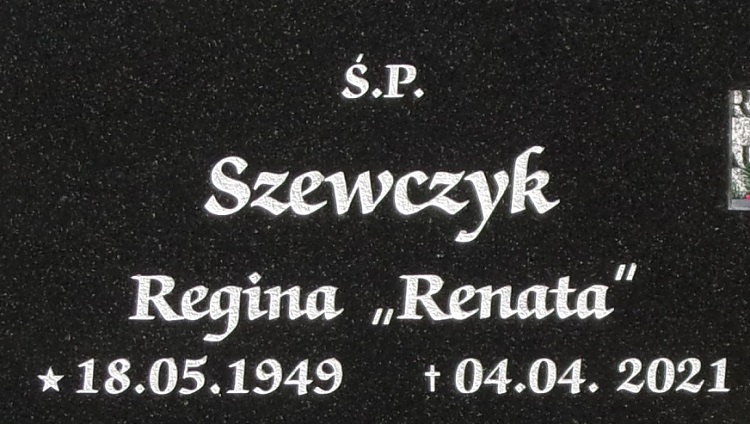 Ś.P.
Szewczyk
Regina „Renata"
★ 18.05.1949 † 04.04. 2021